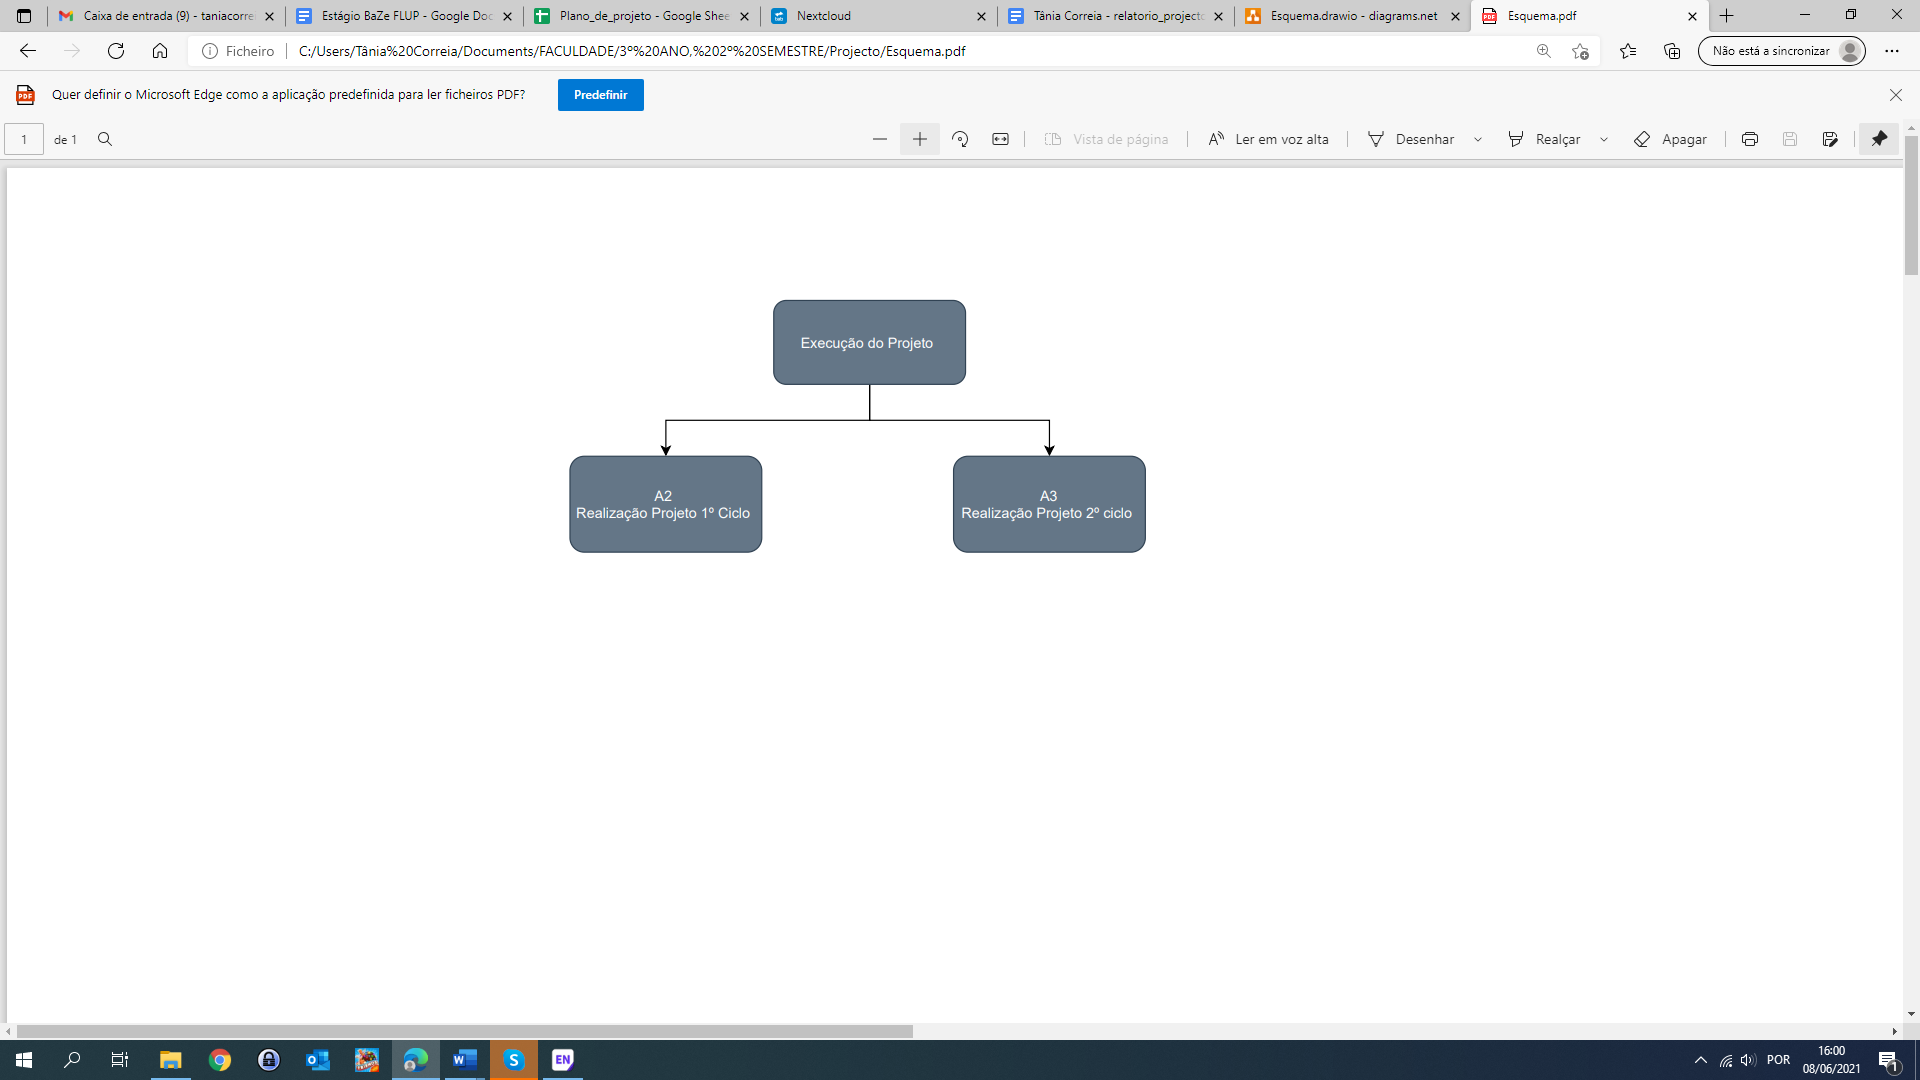 Caixa de entrada (9) - taniacorre
Estágio BaZe FLUP - Google Doc
Plano_de_projeto - Google Shee
Nextcloud
Tânia Correia - relatorio_project
Esquema.drawio - diagrams.net
Esquema.pdf
Ficheiro
C:/Users/Tânia%20Correia/Documents/FACULDADE/3º%20ANO,%202º%20SEMESTRE/Projecto/Esquema.pdf
Não está a sincronizar
PDF
Quer definir o Microsoft Edge como a aplicação predefinida para ler ficheiros PDF?
Predefinir
1 de 1
Vista de página
Ler em voz alta
Desenhar
Realçar
Apagar
Execução do Projeto
A2
Realização Projeto 1º Ciclo
A3
Realização Projeto 2º ciclo
EN
POR
16:00
08/06/2021
1